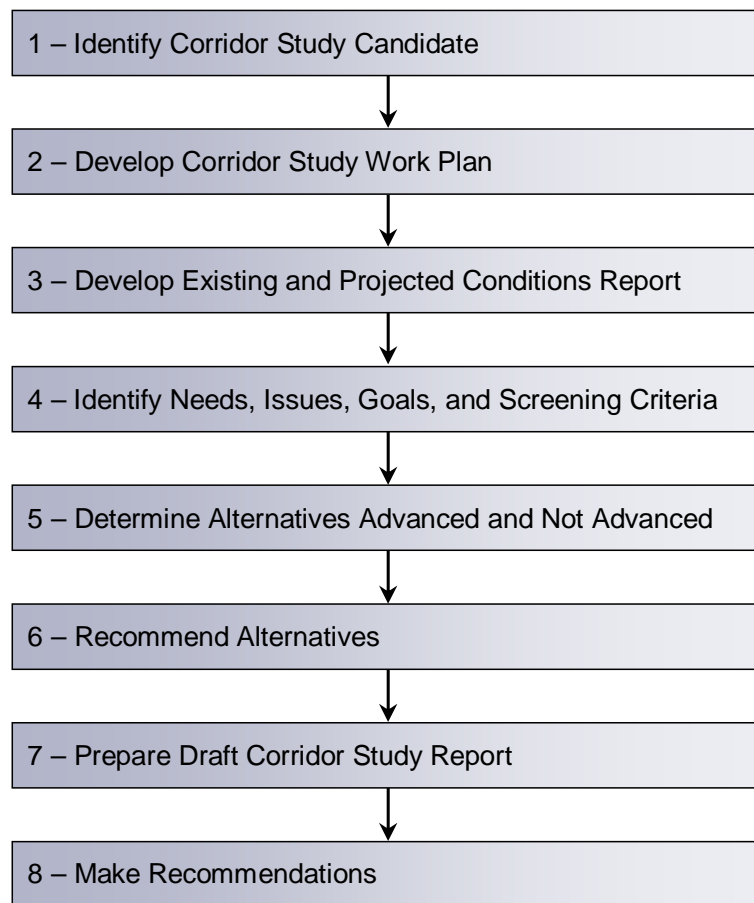 1 – Identify Corridor Study Candidate
2 – Develop Corridor Study Work Plan
3 – Develop Existing and Projected Conditions Report
4 – Identify Needs, Issues, Goals, and Screening Criteria
5 – Determine Alternatives Advanced and Not Advanced
6 – Recommend Alternatives
7 – Prepare Draft Corridor Study Report
8 – Make Recommendations